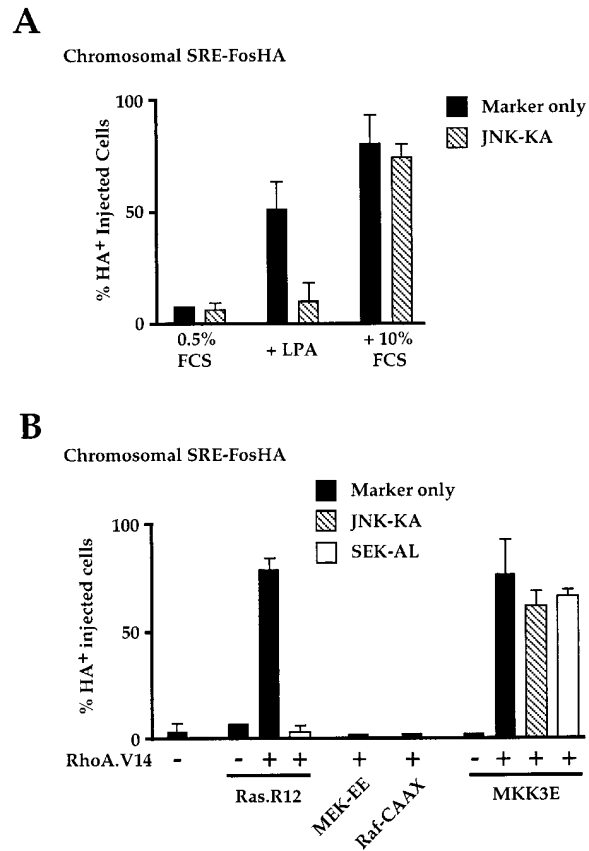 A
Chromosomal SRE-FosHA
% HA+ Injected Cells
100
50
0
Marker only
JNK-KA
0.5% FCS
+ LPA
+ 10% FCS
B
Chromosomal SRE-FosHA
Marker only
JNK-KA
SEK-AL
% HA+ injected cells
100
50
0
RhoA.V14 - - + + + + - + + +
Ras.R12
MEK-EE
Raf-CAAX
MKK3E